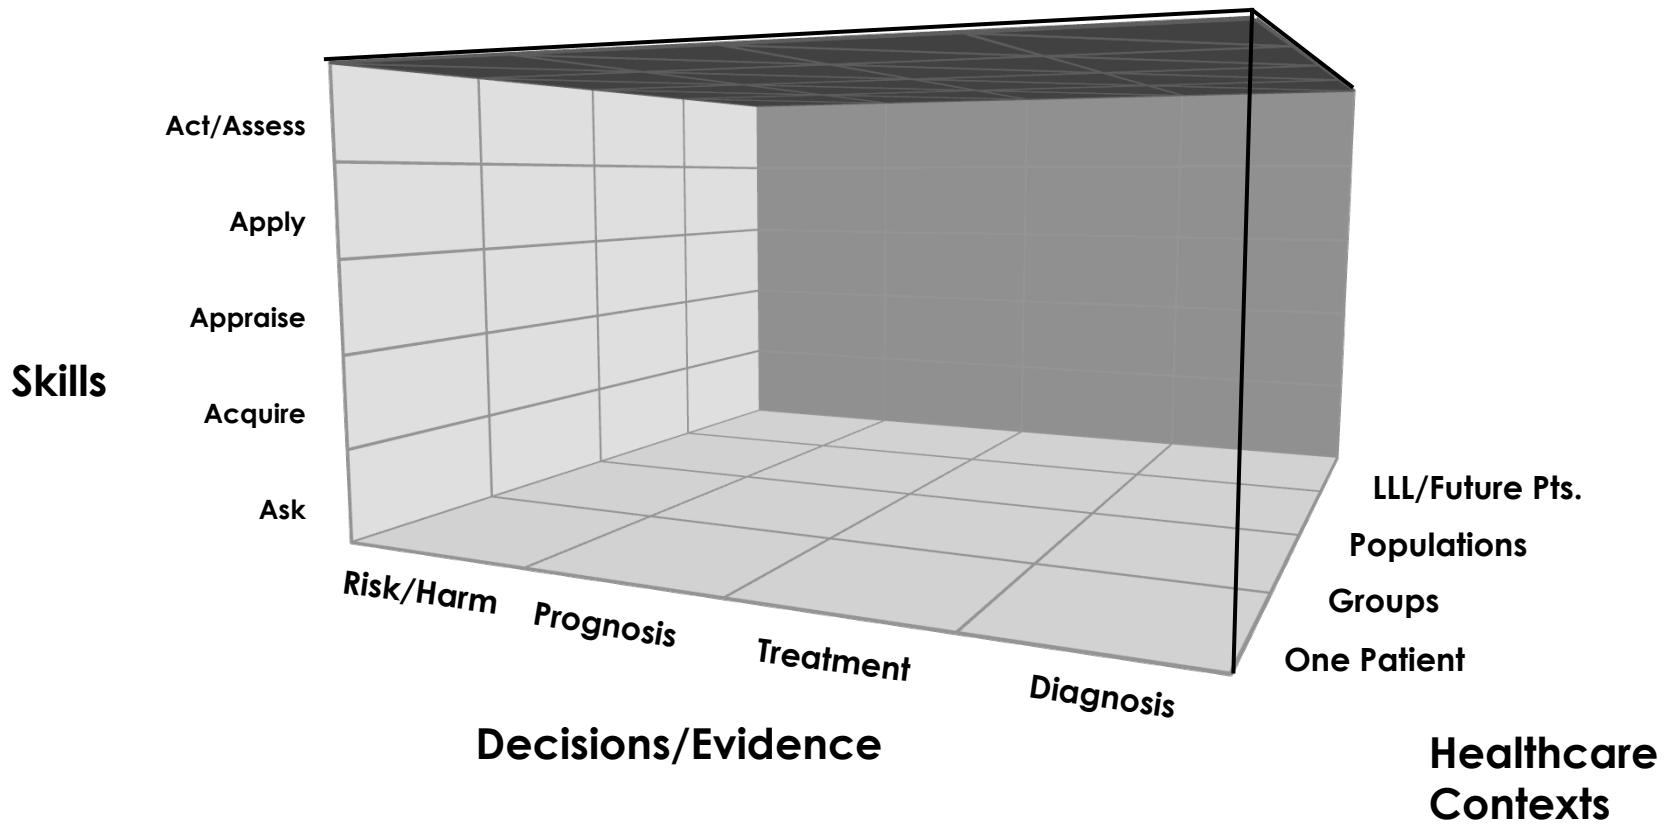 Act/Assess
Apply
Appraise
Skills
Acquire
Ask
LLL/Future Pts.
Populations
Groups
One Patient
Risk/Harm
Prognosis
Treatment
Diagnosis
Decisions/Evidence
Healthcare
Contexts